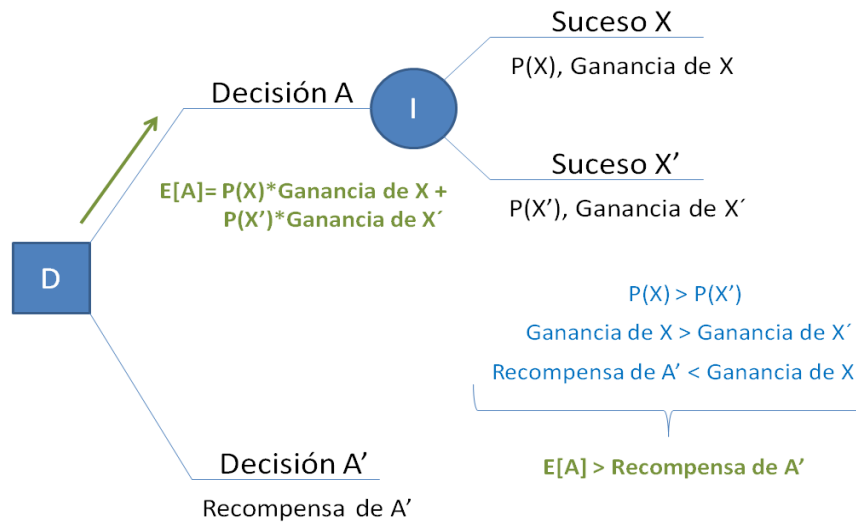 Suceso X
P(X), Ganancia de X
Decisión A
I
Suceso X’
P(X’), Ganancia de X´
E[A]= P(X)*Ganancia de X +
P(X’)*Ganancia de X´
D
P(X) > P(X’)
Ganancia de X > Ganancia de X´
Recompensa de A’ < Ganancia de X
E[A] > Recompensa de A’
Decisión A’
Recompensa de A’